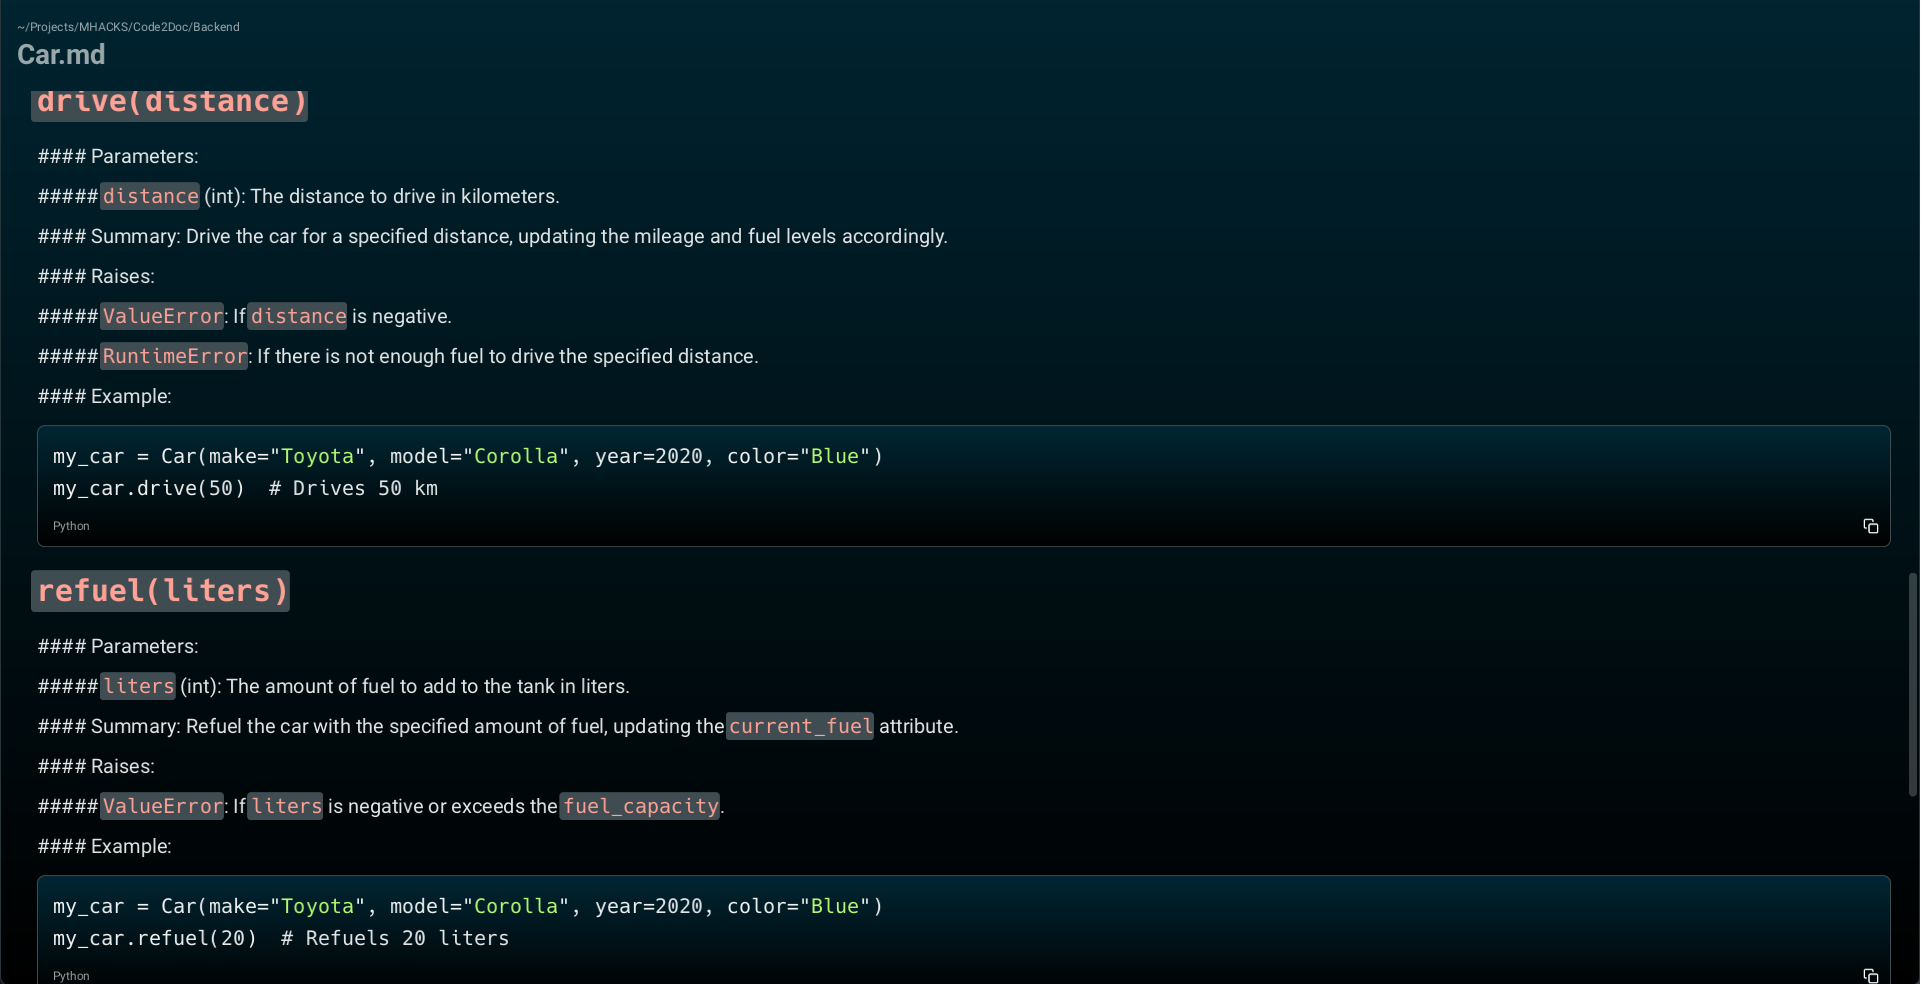 ~/Projects/MHACKS/Code2Doc/Backend
Car.md
drive(distance)
#### Parameters:
##### distance (int): The distance to drive in kilometers.
#### Summary: Drive the car for a specified distance, updating the mileage and fuel levels accordingly.
#### Raises:
##### ValueError: If distance is negative.
##### RuntimeError: If there is not enough fuel to drive the specified distance.
#### Example:
my_car = Car(make="Toyota", model="Corolla", year=2020, color="Blue")
my_car.drive(50)  # Drives 50 km
Python
refuel(liters)
#### Parameters:
##### liters (int): The amount of fuel to add to the tank in liters.
#### Summary: Refuel the car with the specified amount of fuel, updating the current_fuel attribute.
#### Raises:
##### ValueError: If liters is negative or exceeds the fuel_capacity.
#### Example:
my_car = Car(make="Toyota", model="Corolla", year=2020, color="Blue")
my_car.refuel(20)  # Refuels 20 liters
Python